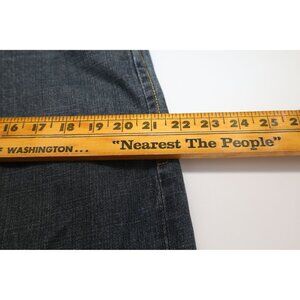 16 17 18 19 20 21 22 23 24 25
WASHINGTON... "Nearest The People"